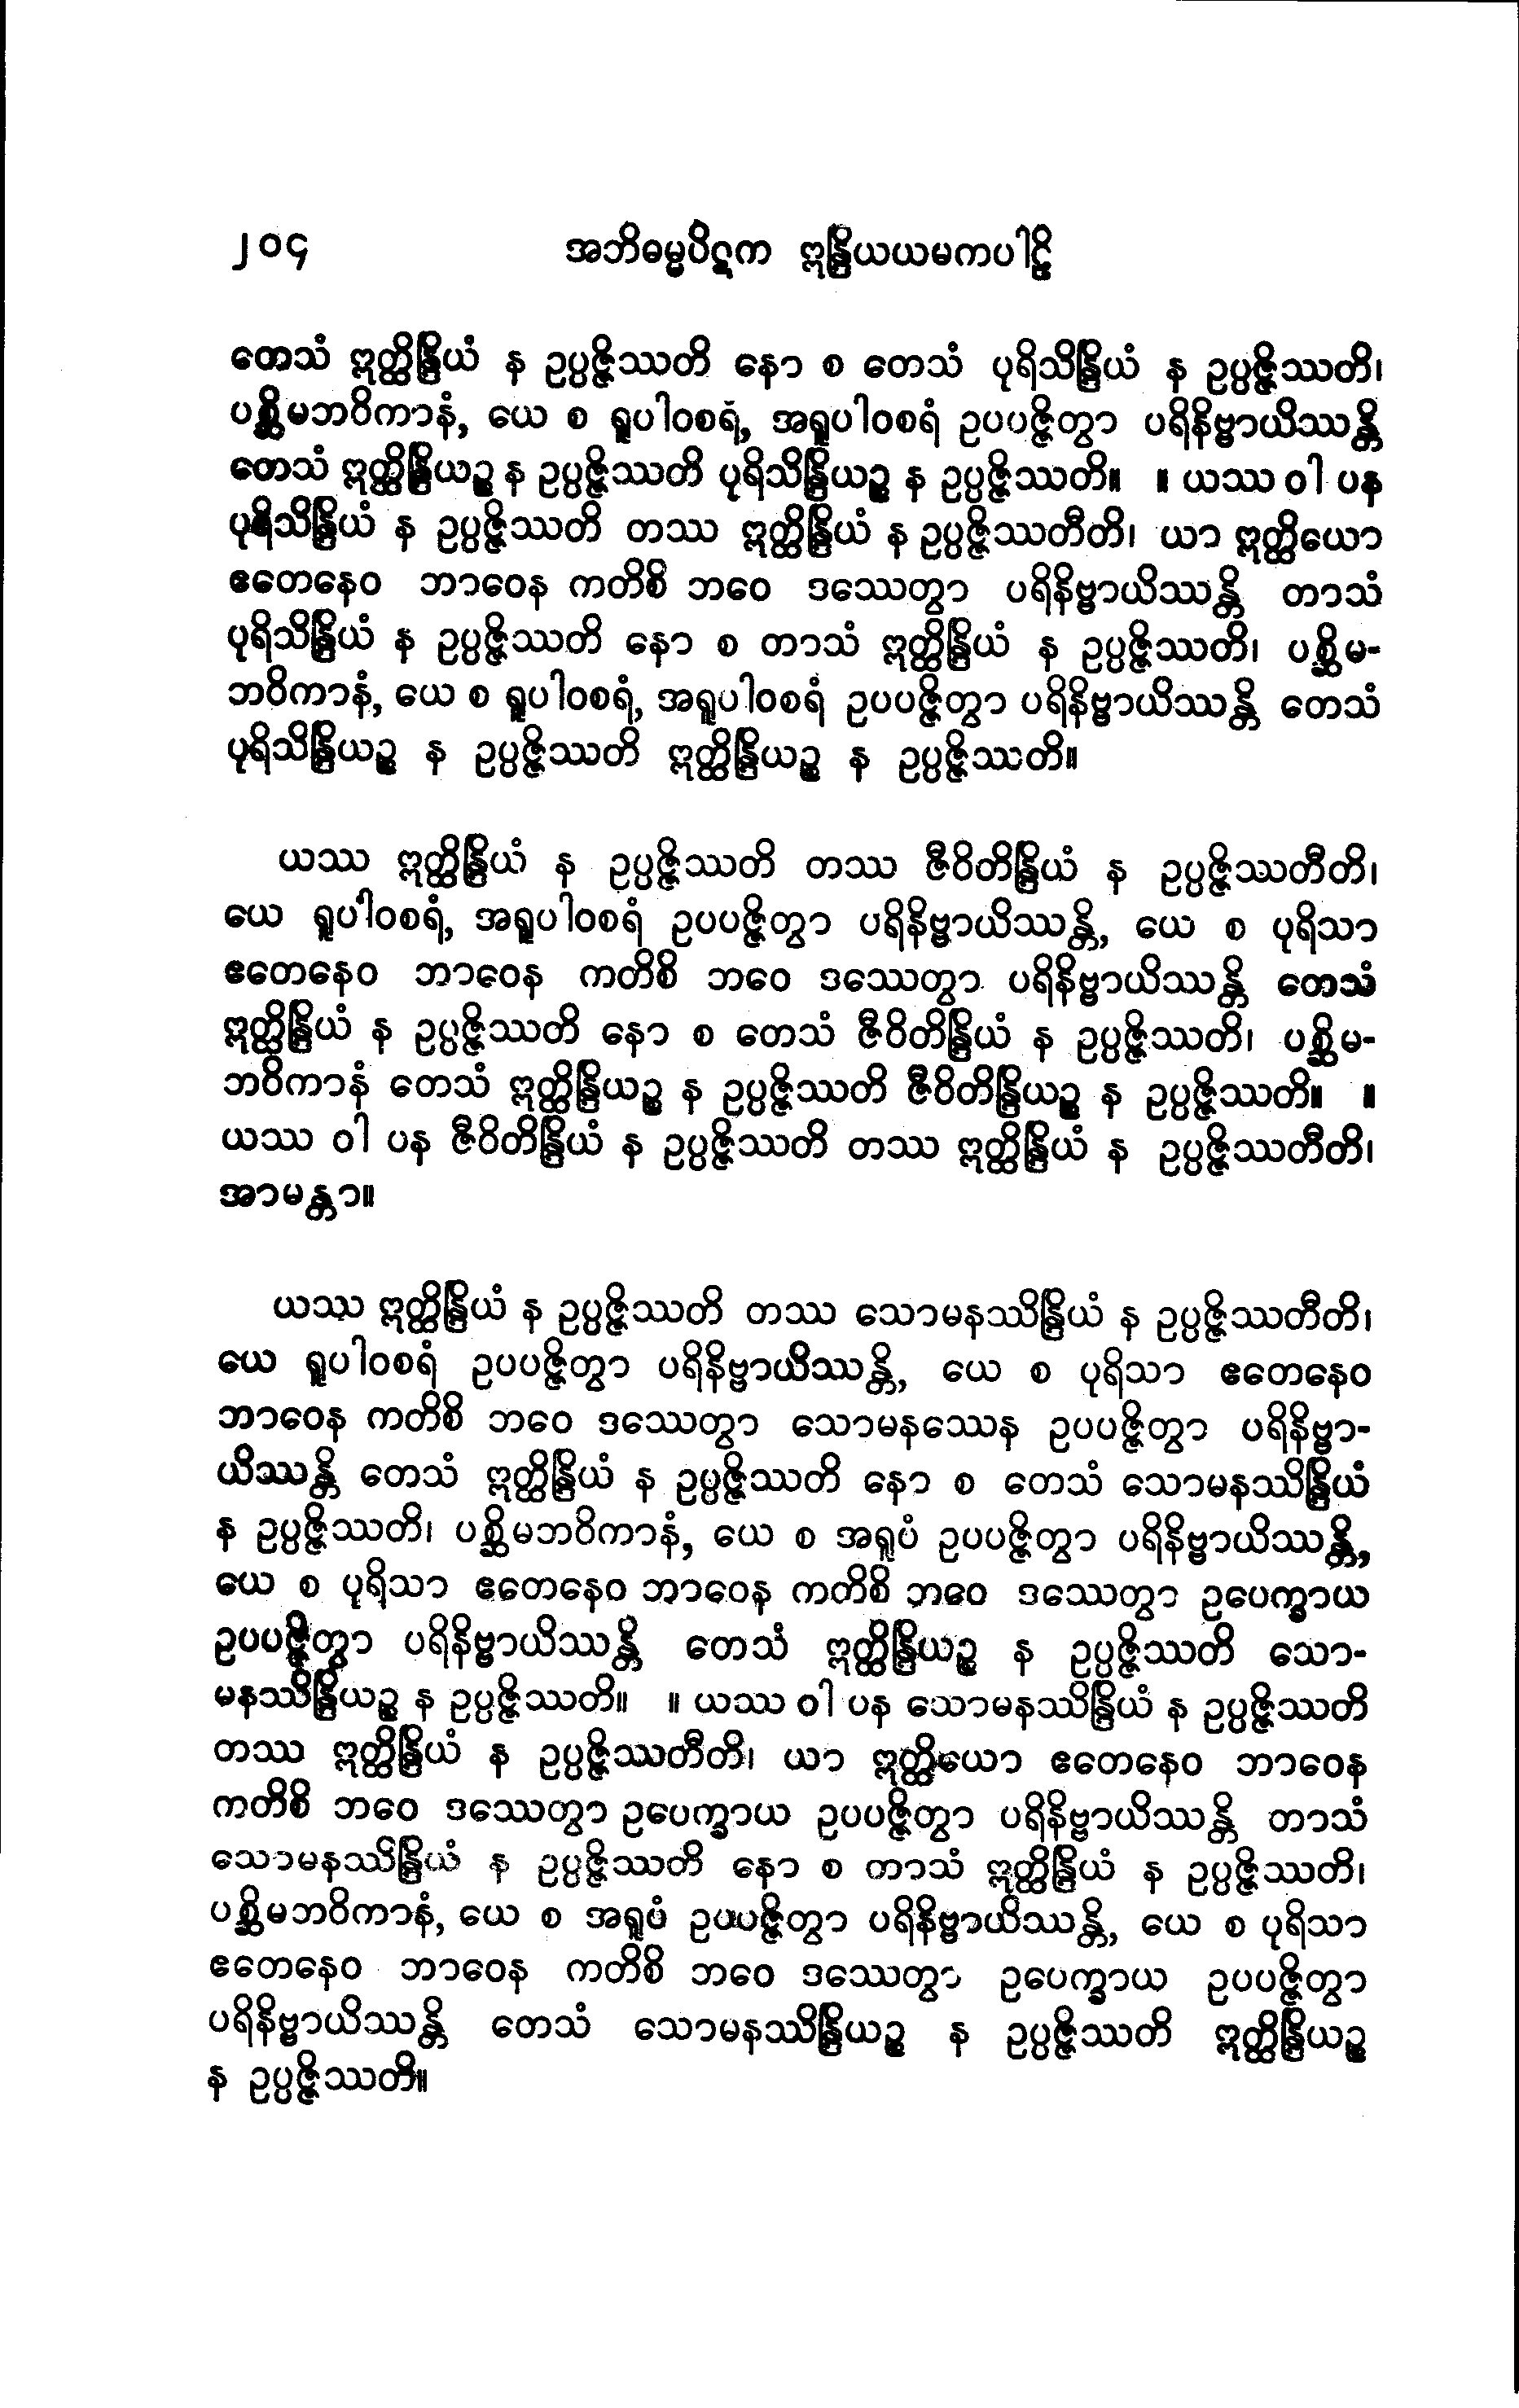 ၂၀၄ အဘိဓမ္မပိဋက ဣန္ဒြိယယမကပါဠိ
တေသံ ဣတ္ထိန္ဒြိယံ န ဥပ္ပဇ္ဇိဿတိ နော စ တေသံ ပုရိသိန္ဒြိယံ န ဥပ္ပဇ္ဇိဿတိ၊
ပစ္ဆိမဘဝိကာနံ, ယေ စ ရူပါဝစရံ, အရူပါဝစရံ ဥပပဇ္ဇိတွာ ပရိနိဗ္ဗာယိဿန္တိ
တေသံ ဣတ္ထိန္ဒြိယဉ္စ န ဥပ္ပဇ္ဇိဿတိ ပုရိသိန္ဒြိယဉ္စ န ဥပ္ပဇ္ဇိဿတိ။ ။ ယဿ ဝါ ပန
ပုရိသိန္ဒြိယံ န ဥပ္ပဇ္ဇိဿတိ တဿ ဣတ္ထိန္ဒြိယံ န ဥပ္ပဇ္ဇိဿတီတိ၊ ယာ ဣတ္ထိယော
ဧတေနေဝ ဘာဝေန ကတိစိ ဘဝေ ဒဿေတွာ ပရိနိဗ္ဗာယိဿန္တိ တာသံ
ပုရိသိန္ဒြိယံ န ဥပ္ပဇ္ဇိဿတိ နော စ တာသံ ဣတ္ထိန္ဒြိယံ န ဥပ္ပဇ္ဇိဿတိ၊ ပစ္ဆိမ-
ဘဝိကာနံ, ယေ စ ရူပါဝစရံ, အရူပါဝစရံ ဥပပဇ္ဇိတွာ ပရိနိဗ္ဗာယိဿန္တိ တေသံ
ပုရိသိန္ဒြိယဉ္စ န ဥပ္ပဇ္ဇိဿတိ ဣတ္ထိန္ဒြိယဉ္စ န ဥပ္ပဇ္ဇိဿတိ။
ယဿ ဣတ္ထိန္ဒြိယံ န ဥပ္ပဇ္ဇိဿတိ တဿ ဇီဝိတိန္ဒြိယံ န ဥပ္ပဇ္ဇိဿတီတိ၊
ယေ ရူပါဝစရံ, အရူပါဝစရံ ဥပပဇ္ဇိတွာ ပရိနိဗ္ဗာယိဿန္တိ, ယေ စ ပုရိသာ
ဧတေနေဝ ဘာဝေန ကတိစိ ဘဝေ ဒဿေတွာ ပရိနိဗ္ဗာယိဿန္တိ တေသံ
ဣတ္ထိန္ဒြိယံ န ဥပ္ပဇ္ဇိဿတိ နော စ တေသံ ဇီဝိတိန္ဒြိယံ န ဥပ္ပဇ္ဇိဿတိ၊ ပစ္ဆိမ-
ဘဝိကာနံ တေသံ ဣတ္ထိန္ဒြိယဉ္စ န ဥပ္ပဇ္ဇိဿတိ ဇီဝိတိန္ဒြိယဉ္စ န ဥပ္ပဇ္ဇိဿတိ။ ။
ယဿ ဝါ ပန ဇီဝိတိန္ဒြိယံ န ဥပ္ပဇ္ဇိဿတိ တဿ ဣတ္ထိန္ဒြိယံ န ဥပ္ပဇ္ဇိဿတီတိ၊
အာမန္တာ။
ယဿ ဣတ္ထိန္ဒြိယံ န ဥပ္ပဇ္ဇိဿတိ တဿ သောမနဿိန္ဒြိယံ န ဥပ္ပဇ္ဇိဿတီတိ၊
ယေ ရူပါဝစရံ ဥပပဇ္ဇိတွာ ပရိနိဗ္ဗာယိဿန္တိ, ယေ စ ပုရိသာ ဧတေနေဝ
ဘာဝေန ကတိစိ ဘဝေ ဒဿေတွာ သောမနဿေန ဥပပဇ္ဇိတွာ ပရိနိဗ္ဗာ-
ယိဿန္တိ တေသံ ဣတ္ထိန္ဒြိယံ န ဥပ္ပဇ္ဇိဿတိ နော စ တေသံ သောမနဿိန္ဒြိယံ
န ဥပ္ပဇ္ဇိဿတိ၊ ပစ္ဆိမဘဝိကာနံ, ယေ စ အရူပံ ဥပပဇ္ဇိတွာ ပရိနိဗ္ဗာယိဿန္တိ,
ယေ စ ပုရိသာ ဧတေနေဝ ဘာဝေန ကတိစိ ဘဝေ ဒဿေတွာ ဥပေက္ခာယ
ဥပပဇ္ဇိတွာ ပရိနိဗ္ဗာယိဿန္တိ တေသံ ဣတ္ထိန္ဒြိယဉ္စ န ဥပ္ပဇ္ဇိဿတိ သော-
မနဿိန္ဒြိယဉ္စ န ဥပ္ပဇ္ဇိဿတိ။ ။ ယဿ ဝါ ပန သောမနဿိန္ဒြိယံ န ဥပ္ပဇ္ဇိဿတိ
တဿ ဣတ္ထိန္ဒြိယံ န ဥပ္ပဇ္ဇိဿတီတိ၊ ယာ ဣတ္ထိယော ဧတေနေဝ ဘာဝေန
ကတိစိ ဘဝေ ဒဿေတွာ ဥပေက္ခာယ ဥပပဇ္ဇိတွာ ပရိနိဗ္ဗာယိဿန္တိ တာသံ
သောမနဿိန္ဒြိယံ န ဥပ္ပဇ္ဇိဿတိ နော စ တာသံ ဣတ္ထိန္ဒြိယံ န ဥပ္ပဇ္ဇိဿတိ၊
ပစ္ဆိမဘဝိကာနံ, ယေ စ အရူပံ ဥပပဇ္ဇိတွာ ပရိနိဗ္ဗာယိဿန္တိ, ယေ စ ပုရိသာ
ဧတေနေဝ ဘာဝေန ကတိစိ ဘဝေ ဒဿေတွာ ဥပေက္ခာယ ဥပပဇ္ဇိတွာ
ပရိနိဗ္ဗာယိဿန္တိ တေသံ သောမနဿိန္ဒြိယဉ္စ န ဥပ္ပဇ္ဇိဿတိ ဣတ္ထိန္ဒြိယဉ္စ
န ဥပ္ပဇ္ဇိဿတိ။